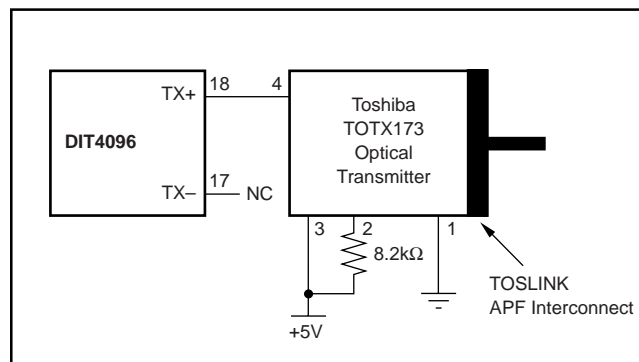 DIT4096
TX+
18
4
TX–
17
NC
Toshiba
TOTX173
Optical
Transmitter
3
2
1
8.2kΩ
+5V
TOSLINK
APF Interconnect